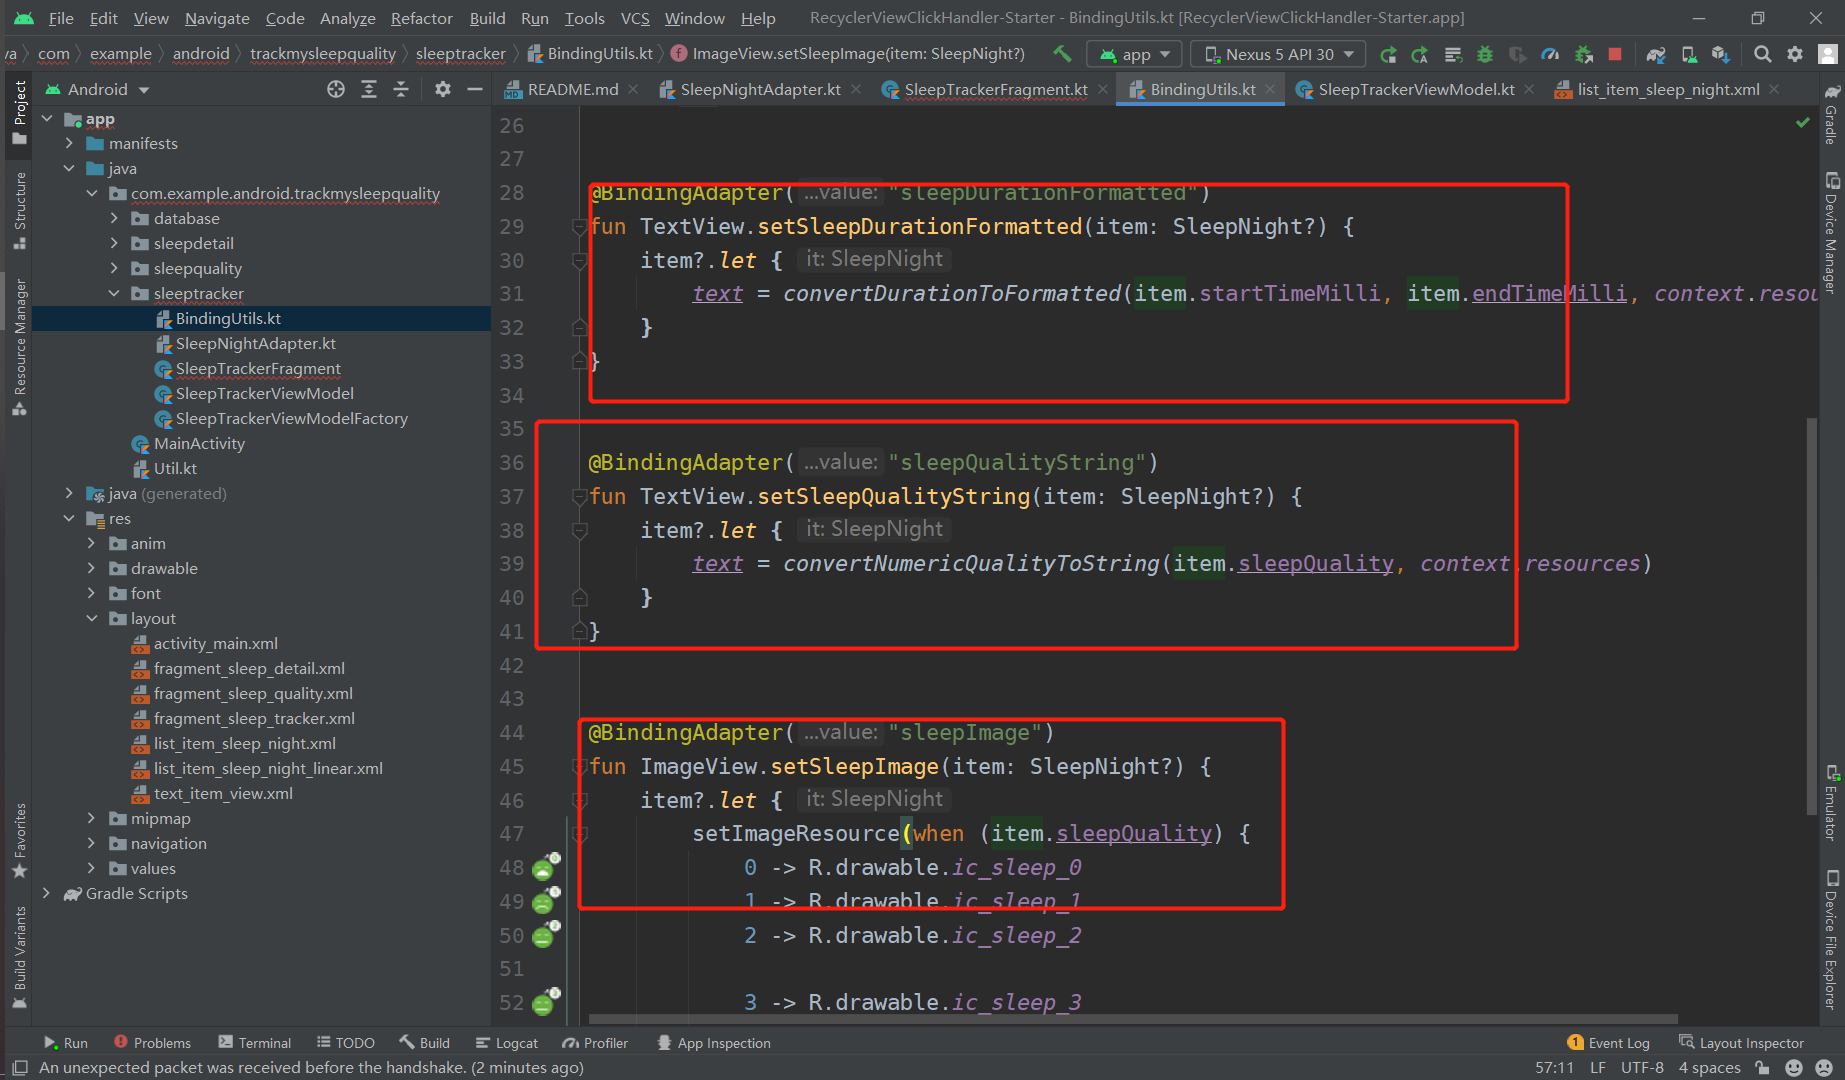 File Edit View Navigate Code Analyze Refactor Build Run Tools VCS Window Help RecyclerViewClickHandler-Starter - BindingUtils.kt [RecyclerViewClickHandler-Starter.app]
va com example android trackmysleepquality sleeptracker BindingUtils.kt ImageView.setSleepImage(item: SleepNight?) app Nexus 5 API 30
Android README.md SleepNightAdapter.kt SleepTrackerFragment.kt BindingUtils.kt SleepTrackerViewModel.kt list_item_sleep_night.xml
Project
Structure
Resource Manager
Favorites
Build Variants
app
manifests
java
com.example.android.trackmysleepquality
database
sleepdetail
sleepquality
sleeptracker
BindingUtils.kt
SleepNightAdapter.kt
SleepTrackerFragment
SleepTrackerViewModel
SleepTrackerViewModelFactory
MainActivity
Util.kt
java (generated)
res
anim
drawable
font
layout
activity_main.xml
fragment_sleep_detail.xml
fragment_sleep_quality.xml
fragment_sleep_tracker.xml
list_item_sleep_night.xml
list_item_sleep_night_linear.xml
text_item_view.xml
mipmap
navigation
values
Gradle Scripts
26
27
28 @BindingAdapter( ...value: "sleepDurationFormatted")
29 fun TextView.setSleepDurationFormatted(item: SleepNight?) {
30 item?.let { it: SleepNight
31 text = convertDurationToFormatted(item.startTimeMilli, item.endTimeMilli, context.resou
32 }
33 }
34
35
36 @BindingAdapter( ...value: "sleepQualityString")
37 fun TextView.setSleepQualityString(item: SleepNight?) {
38 item?.let { it: SleepNight
39 text = convertNumericQualityToString(item.sleepQuality, context.resources)
40 }
41 }
42
43
44 @BindingAdapter( ...value: "sleepImage")
45 fun ImageView.setSleepImage(item: SleepNight?) {
46 item?.let { it: SleepNight
47 setImageResource(when (item.sleepQuality) {
48 0 -> R.drawable.ic_sleep_0
49 1 -> R.drawable.ic_sleep_1
50 2 -> R.drawable.ic_sleep_2
51
52 3 -> R.drawable.ic_sleep_3
Gradle
Device Manager
Emulator
Device File Explorer
Run Problems Terminal TODO Build Logcat Profiler App Inspection 1 Event Log Layout Inspector
An unexpected packet was received before the handshake. (2 minutes ago) 57:11 LF UTF-8 4 spaces